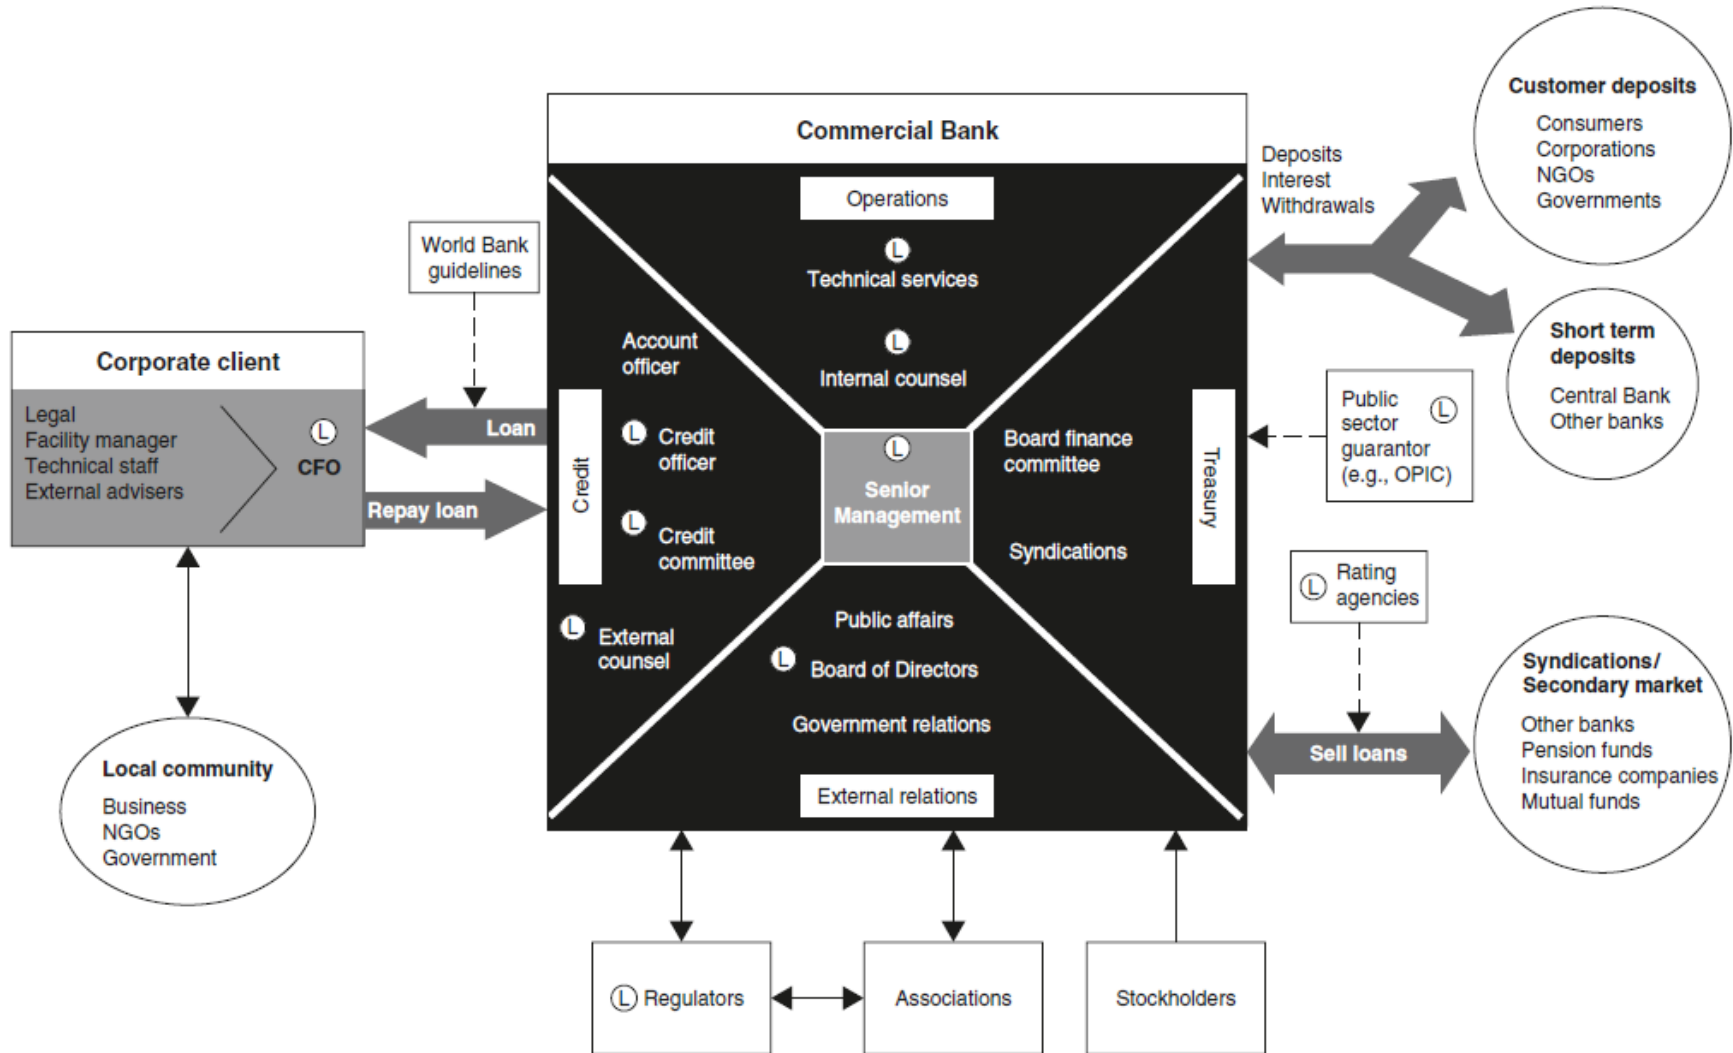 Customer deposits
Consumers
Corporations
NGOs
Governments
Commercial Bank
Deposits
Interest
Withdrawals
Operations
L
Technical services
L
Internal counsel
World Bank
guidelines
Account
officer
Corporate client
Legal
Facility manager
Technical staff
External advisers
L
CFO
Loan
Repay loan
Credit
L
Credit
officer
L
Credit
committee
L
External
counsel
L
Senior
Management
Board finance
committee
Syndications
Treasury
Short term
deposits
Central Bank
Other banks
Public
sector
guarantor
(e.g., OPIC)
L
L
Rating
agencies
Public affairs
L
Board of Directors
Government relations
External relations
Sell loans
Syndications/
Secondary market
Other banks
Pension funds
Insurance companies
Mutual funds
Local community
Business
NGOs
Government
L
Regulators
Associations
Stockholders